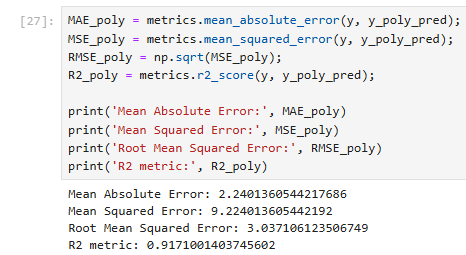 [27]:
MAE_poly = metrics.mean_absolute_error(y, y_poly_pred);
MSE_poly = metrics.mean_squared_error(y, y_poly_pred);
RMSE_poly = np.sqrt(MSE_poly);
R2_poly = metrics.r2_score(y, y_poly_pred);
print('Mean Absolute Error:', MAE_poly)
print('Mean Squared Error:', MSE_poly)
print('Root Mean Squared Error:', RMSE_poly)
print('R2 metric:', R2_poly)
Mean Absolute Error: 2.2401360544217686
Mean Squared Error: 9.224013605442192
Root Mean Squared Error: 3.037106123506749
R2 metric: 0.9171001403745602